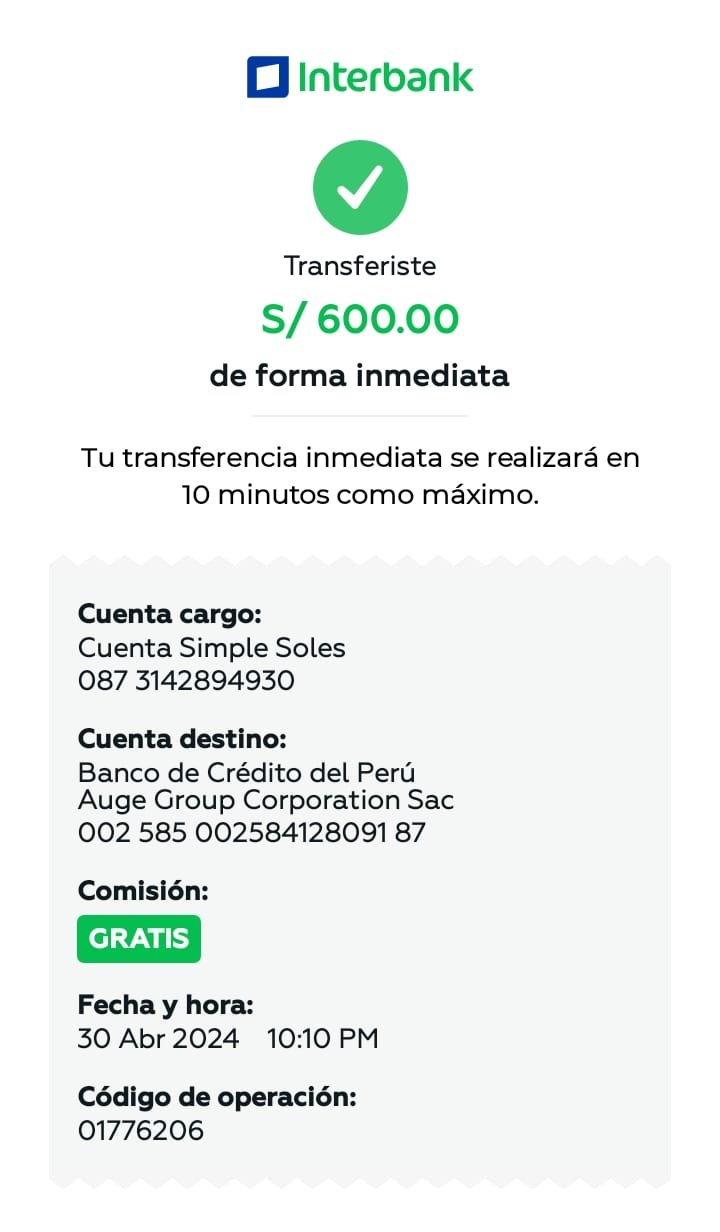 Interbank
Transferiste
S/ 600.00
de forma inmediata
Tu transferencia inmediata se realizará en
10 minutos como máximo.
Cuenta cargo:
Cuenta Simple Soles
087 3142894930
Cuenta destino:
Banco de Crédito del Perú
Auge Group Corporation Sac
002 585 002584128091 87
Comisión:
GRATIS
Fecha y hora:
30 Abr 2024 10:10 PM
Código de operación:
01776206